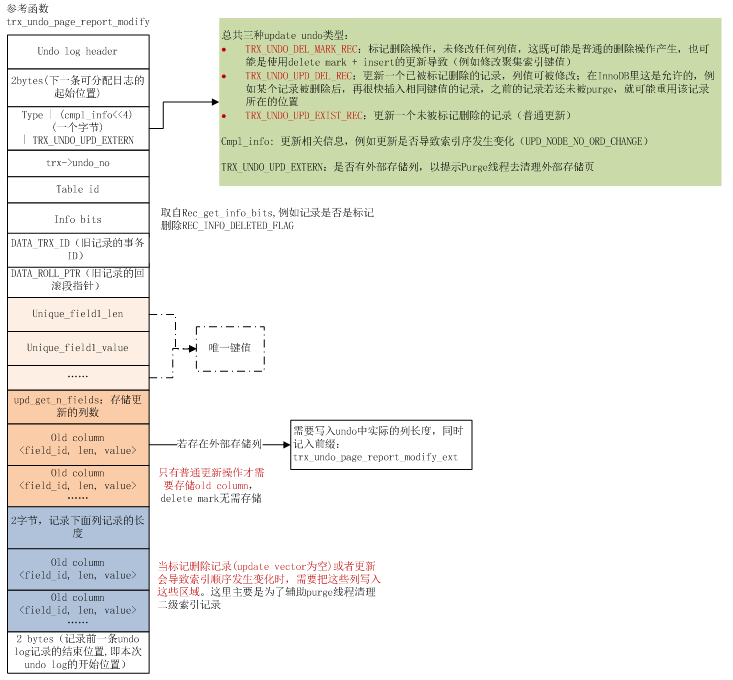 参考函数
trx_undo_page_report_modify
Undo log header
2bytes(下一条可分配日志的
起始位置)
Type | (cmpl_info<<4)
(一个字节)
| TRX_UNDO_UPD_EXTERN
trx->undo_no
Table id
Info bits
DATA_TRX_ID（旧记录的事务
ID）
DATA_ROLL_PTR（旧记录的回
滚段指针）
Unique_field1_len
Unique_field1_value
……
upd_get_n_fields：存储更
新的列数
Old column
<field_id, len, value>
Old column
<field_id, len, value>
……
2字节，记录下面列记录的长
度
Old column
<field_id, len, value>
Old column
<field_id, len, value>
……
2 bytes（记录前一条undo
log记录的结束位置,即本次
undo log的开始位置）
总共三种update undo类型：
● TRX_UNDO_DEL_MARK_REC：标记删除操作，未修改任何列值，这既可能是普通的删除操作产生，也可
能是使用delete mark + insert的更新导致（例如修改聚集索引键值）
● TRX_UNDO_UPD_DEL_REC：更新一个已被标记删除的记录，列值可被修改；在InnoDB里这是允许的，例
如某个记录被删除后，再很快插入相同键值的记录，之前的记录若还未被purge，就可能重用该记录
所在的位置
● TRX_UNDO_UPD_EXIST_REC：更新一个未被标记删除的记录（普通更新）
Cmpl_info: 更新相关信息，例如更新是否导致索引序发生变化（UPD_NODE_NO_ORD_CHANGE）
TRX_UNDO_UPD_EXTERN：是否有外部存储列，以提示Purge线程去清理外部存储页
取自Rec_get_info_bits,例如记录是否是标记
删除REC_INFO_DELETED_FLAG
唯一键值
若存在外部存储列
需要写入undo中实际的列长度，同时
记入前缀：
trx_undo_page_report_modify_ext
只有普通更新操作才需
要存储old column，
delete mark无需存储
当标记删除记录(update vector为空)或者更新
会导致索引顺序发生变化时，需要把这些列写入
这些区域。这里主要是为了辅助purge线程清理
二级索引记录